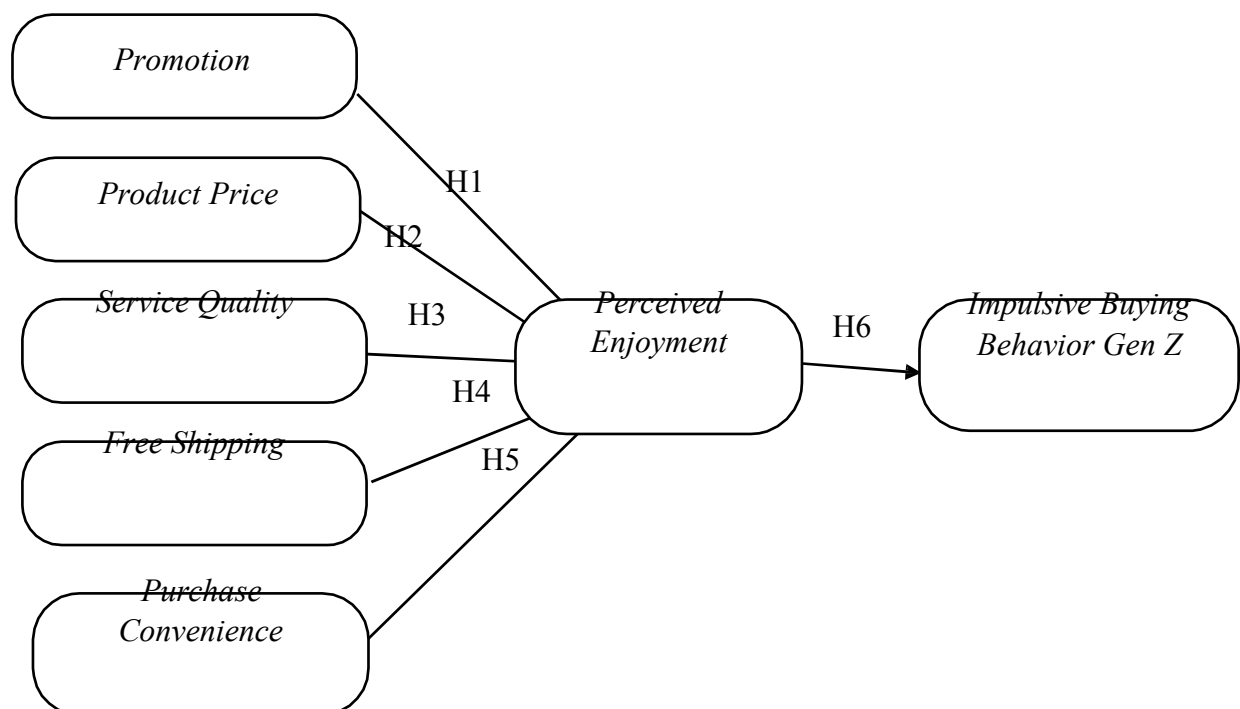 Promotion
H1
Product Price
H2
Service Quality
H3
Perceived
Enjoyment
Impulsive Buying
Behavior Gen Z
H6
H4
Free Shipping
H5
Purchase
Convenience